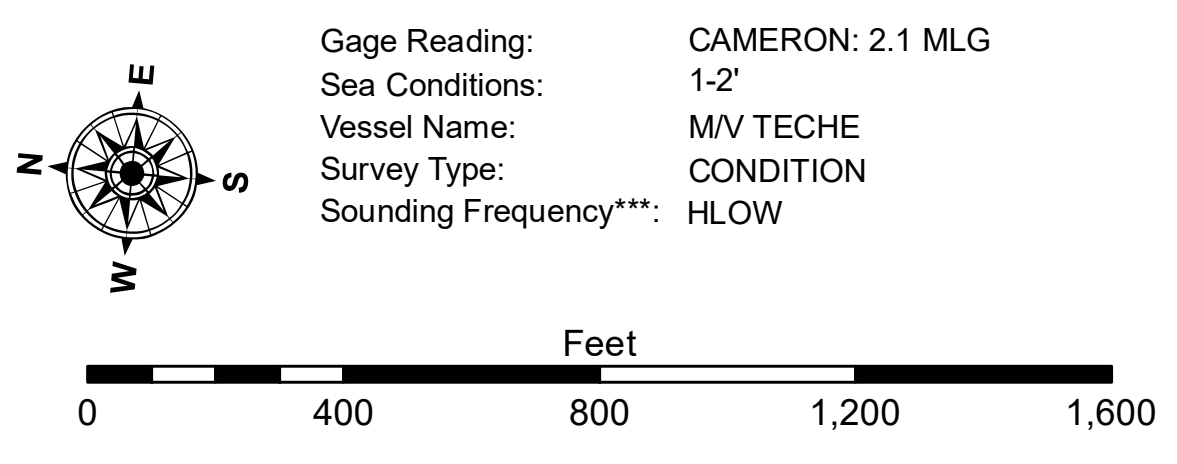 E
N
S
W
Gage Reading: CAMERON: 2.1 MLG
Sea Conditions: 1-2'
Vessel Name: M/V TECHE
Survey Type: CONDITION
Sounding Frequency***: HLOW
Feet
0 400 800 1,200 1,600